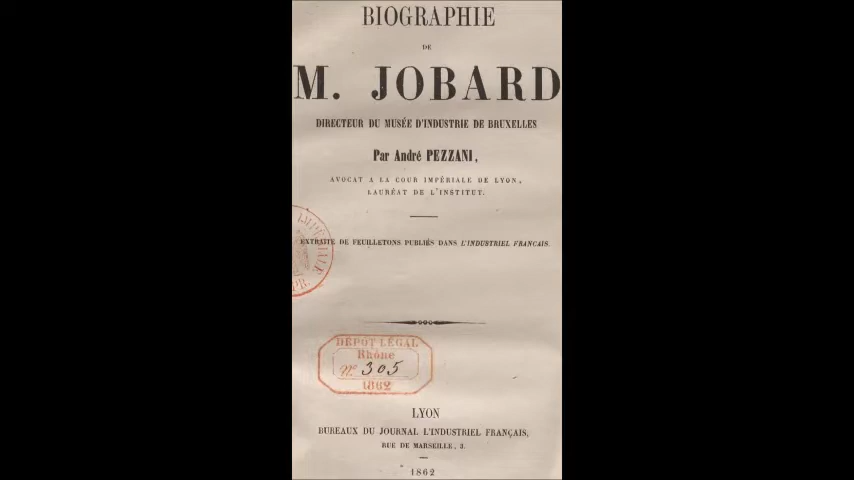 BIOGRAPHIE
DE
M. JOBARD
DIRECTEUR DU MUSÉE D'INDUSTRIE DE BRUXELLES
Par André PEZZANI,
AVOCAT A LA COUR IMPÉRIALE DE LYON,
LAURÉAT DE L'INSTITUT.
EXTRAITE DE FEUILLETONS PUBLIÉS DANS L'INDUSTRIEL FRANÇAIS.
DÉPOT LÉGAL
Rhône
No 305
1862
LYON
BUREAUX DU JOURNAL L'INDUSTRIEL FRANÇAIS,
RUE DE MARSEILLE, 3.
1862